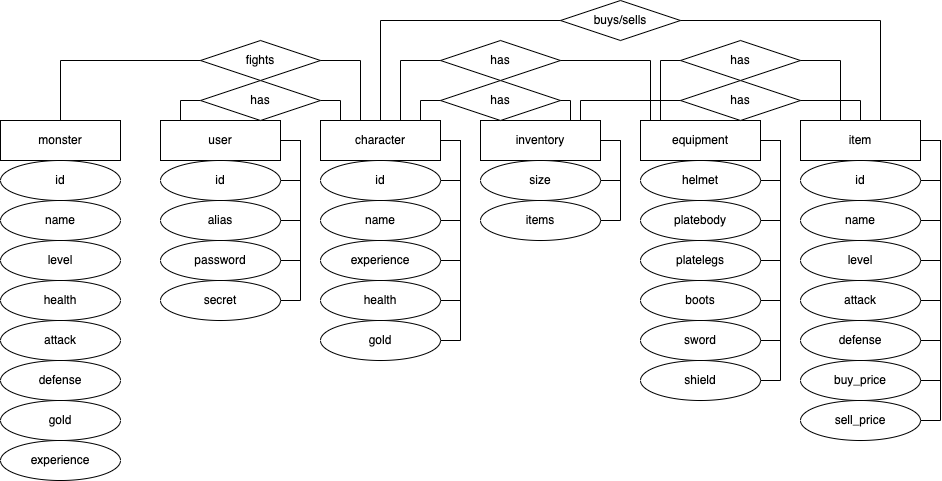 buys/sells
fights
has
has
has
has
has
monster
user
character
inventory
equipment
item
id
name
level
health
attack
defense
gold
experience
id
alias
password
secret
id
name
experience
health
gold
size
items
helmet
platebody
platelegs
boots
sword
shield
id
name
level
attack
defense
buy_price
sell_price